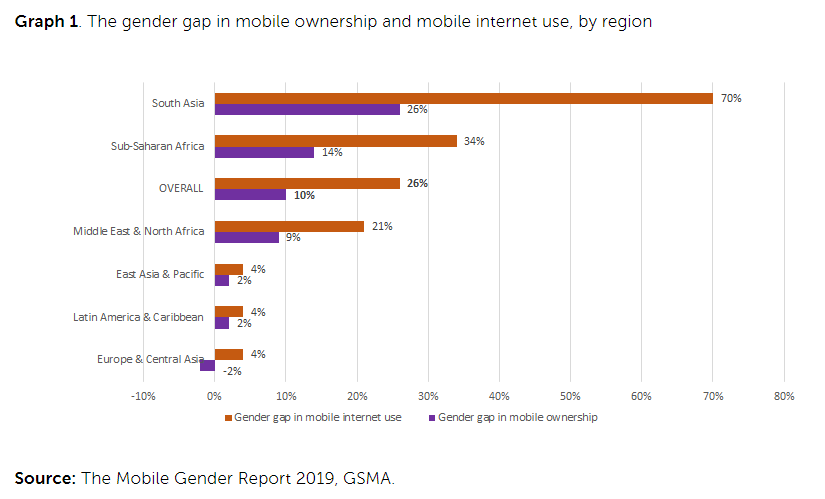 Graph 1. The gender gap in mobile ownership and mobile internet use, by region
South Asia
70%
26%
Sub-Saharan Africa
34%
14%
OVERALL
26%
10%
Middle East & North Africa
21%
9%
East Asia & Pacific
4%
2%
Latin America & Caribbean
4%
2%
Europe & Central Asia
4%
-2%
-10% 0% 10% 20% 30% 40% 50% 60% 70% 80%
Gender gap in mobile internet use Gender gap in mobile ownership
Source: The Mobile Gender Report 2019, GSMA.